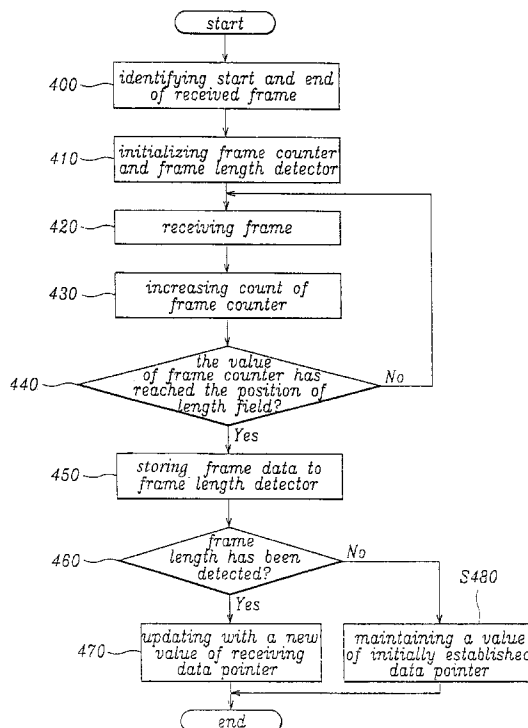 start
400
identifying start and end
of received frame
410
initializing frame counter
and frame length detector
420
receiving frame
430
increasing count of
frame counter
440
the value
of frame counter has
reached the position of
length field?
No
Yes
450
storing frame data to
frame length detector
460
frame
length has been
detected?
No
Yes
S480
470
updating with a new
value of receiving
data pointer
maintaining a value
of initially established
data pointer
end